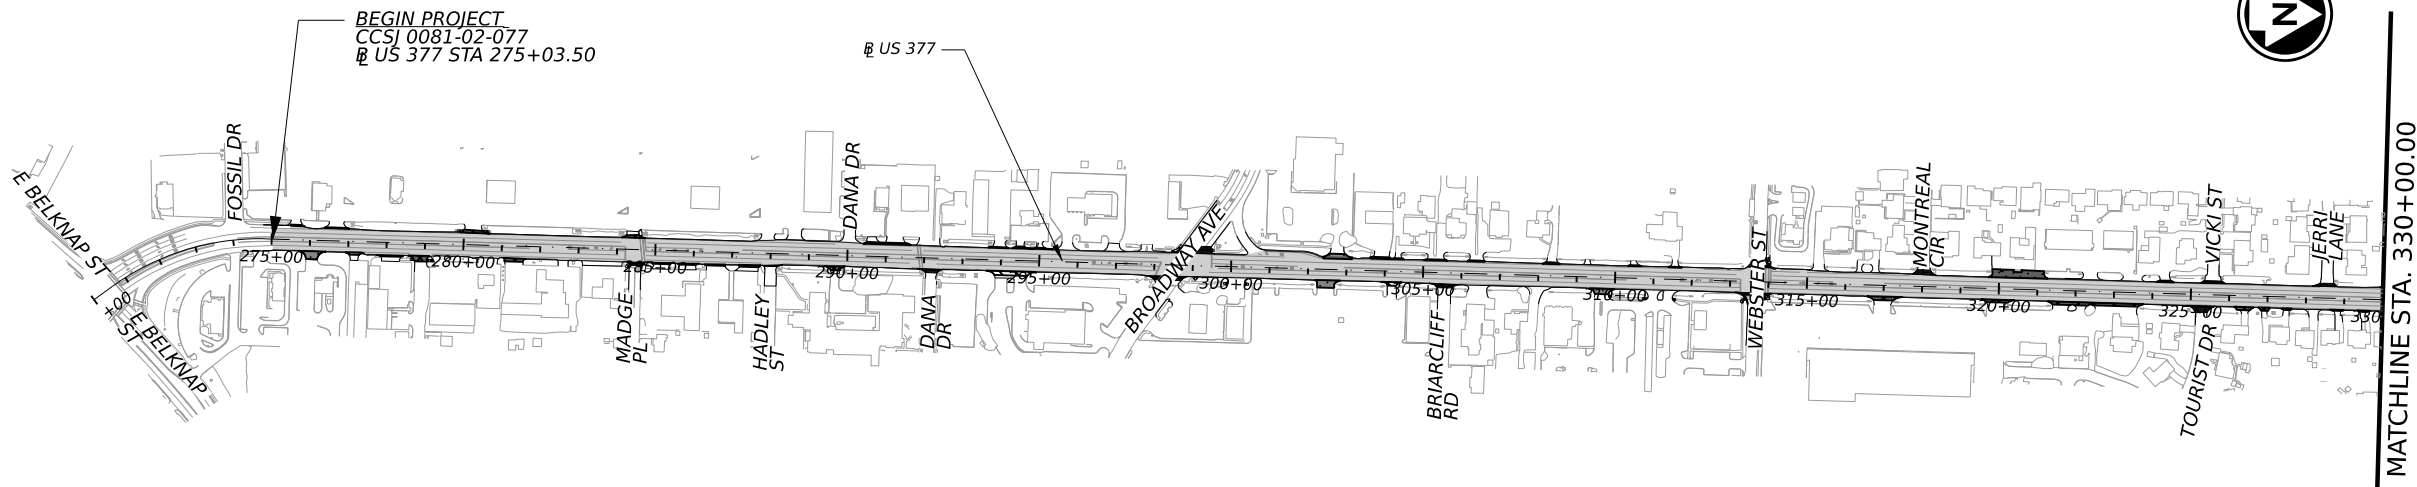 BEGIN PROJECT
CCSJ 0081-02-077
BL US 377 STA 275+03.50
BL US 377
N
FOSSIL DR
E BELKNAP ST
DANA DR
BROADWAY AVE
WEBSTER ST
MONTREAL
CIR
VICKI ST
JERRI
LANE
MATCHLINE STA. 330+00.00
275+00
280+00
285+00
290+00
295+00
300+00
305+00
310+00
315+00
320+00
325+00
330
+00
E BELKNAP
ST
MADGE
PL
HADLEY
ST
DANA
DR
BRIARCLIFF
RD
TOURIST DR